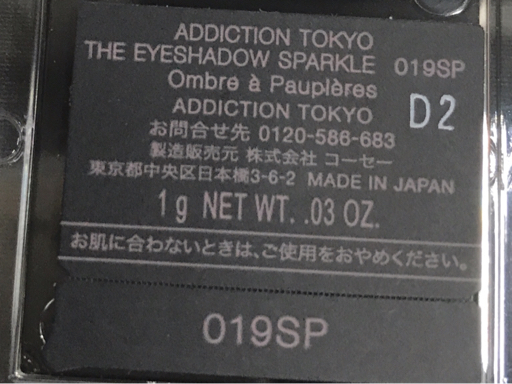 ADDICTION TOKYO
THE EYESHADOW SPARKLE 019SP
Ombre à Paupières
ADDICTION TOKYO D2
お問合せ先 0120-586-683
製造販売元 株式会社 コーセー
東京都中央区日本橋3-6-2 MADE IN JAPAN
1g NET WT. .03 OZ.
お肌に合わないときは、ご使用をおやめください。
019SP